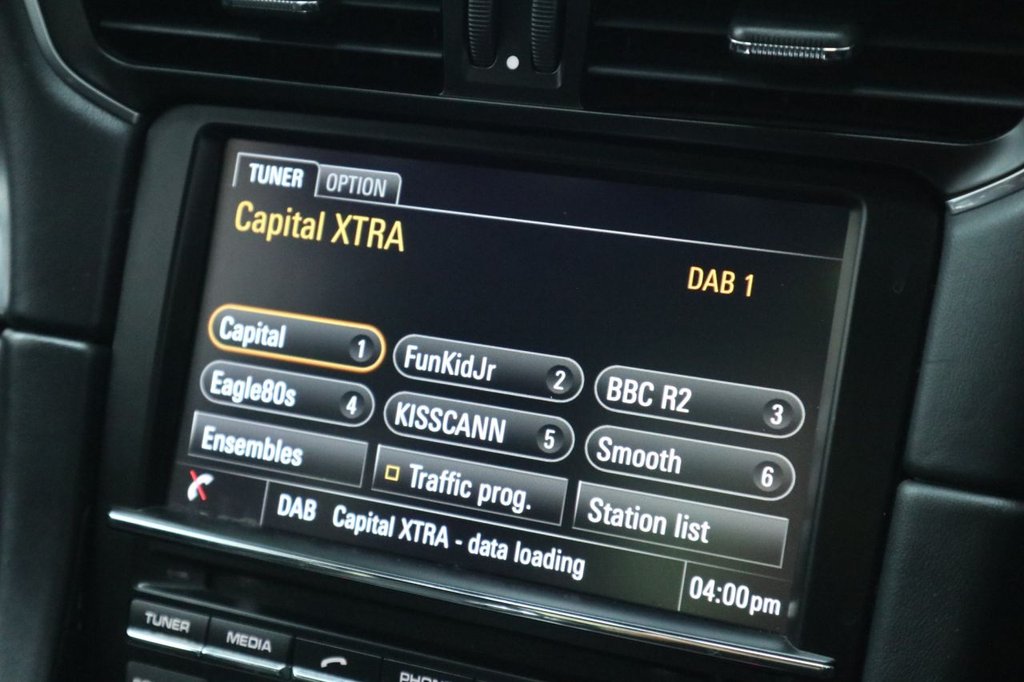 TUNER OPTION
Capital XTRA
DAB 1
Capital 1 FunKidJr 2 BBC R2 3
Eagle80s 4 KISSCANN 5 Smooth 6
Ensembles Traffic prog. Station list
DAB Capital XTRA - data loading 04:00pm
TUNER MEDIA